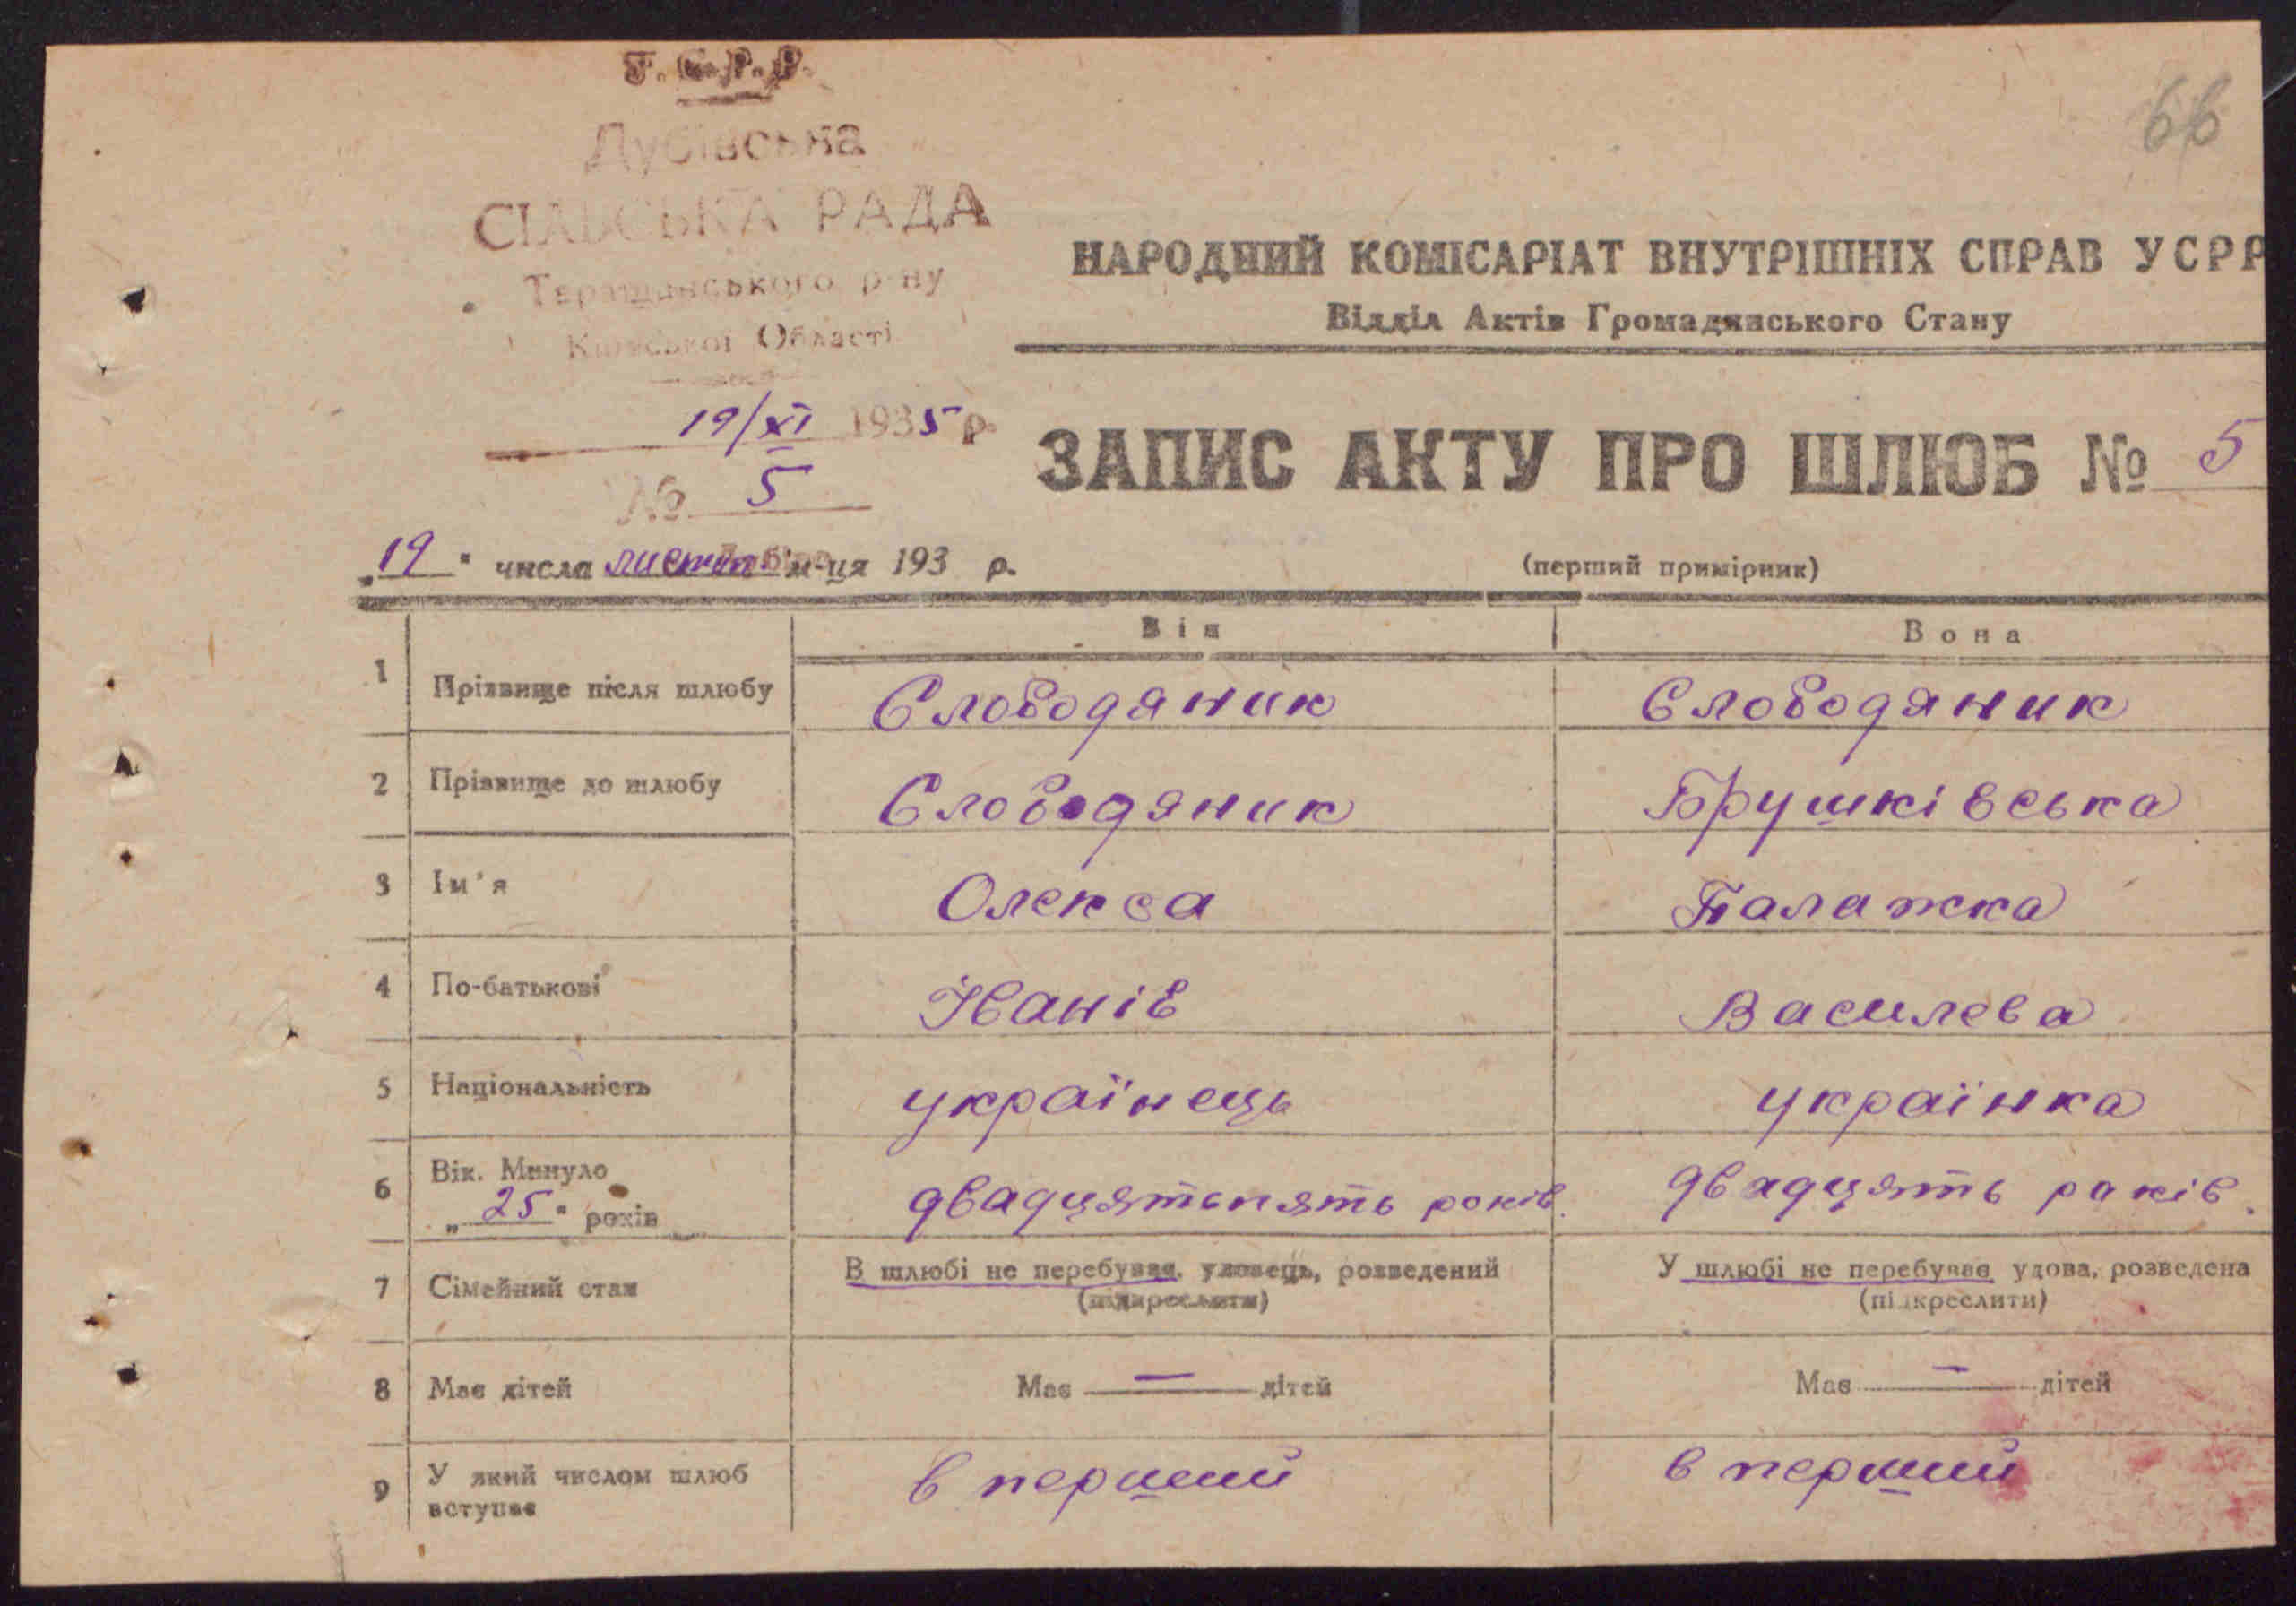 У.С.Р.Р.
66
Дубівська
СІЛЬСЬКА РАДА
Таращанського р-ну
Київської Області
НАРОДНИЙ КОМІСАРІАТ ВНУТРІШНІХ СПРАВ УСРР
Відділ Актів Громадянського Стану
19/XI 1935 р.
№ 5
ЗАПИС АКТУ ПРО ШЛЮБ № 5
„19" числа листоп. м-ця 193 р.
(перший примірник)
Він Вона
1 Прізвище після шлюбу Слободяник Слободяник
2 Прізвище до шлюбу Слободяник Брушківська
3 Ім'я Олекса Палажка
4 По-батькові Іванів Василева
5 Національність українець українка
6 Вік. Минуло
„25" років двадцятьпять років. двадцять років.
7 Сімейний стан В шлюбі не перебуває, удовець, розведений У шлюбі не перебуває удова, розведена
(підкреслити) (підкреслити)
8 Має дітей Має — дітей Має — дітей
9 У який числом шлюб
вступає в перший в перший